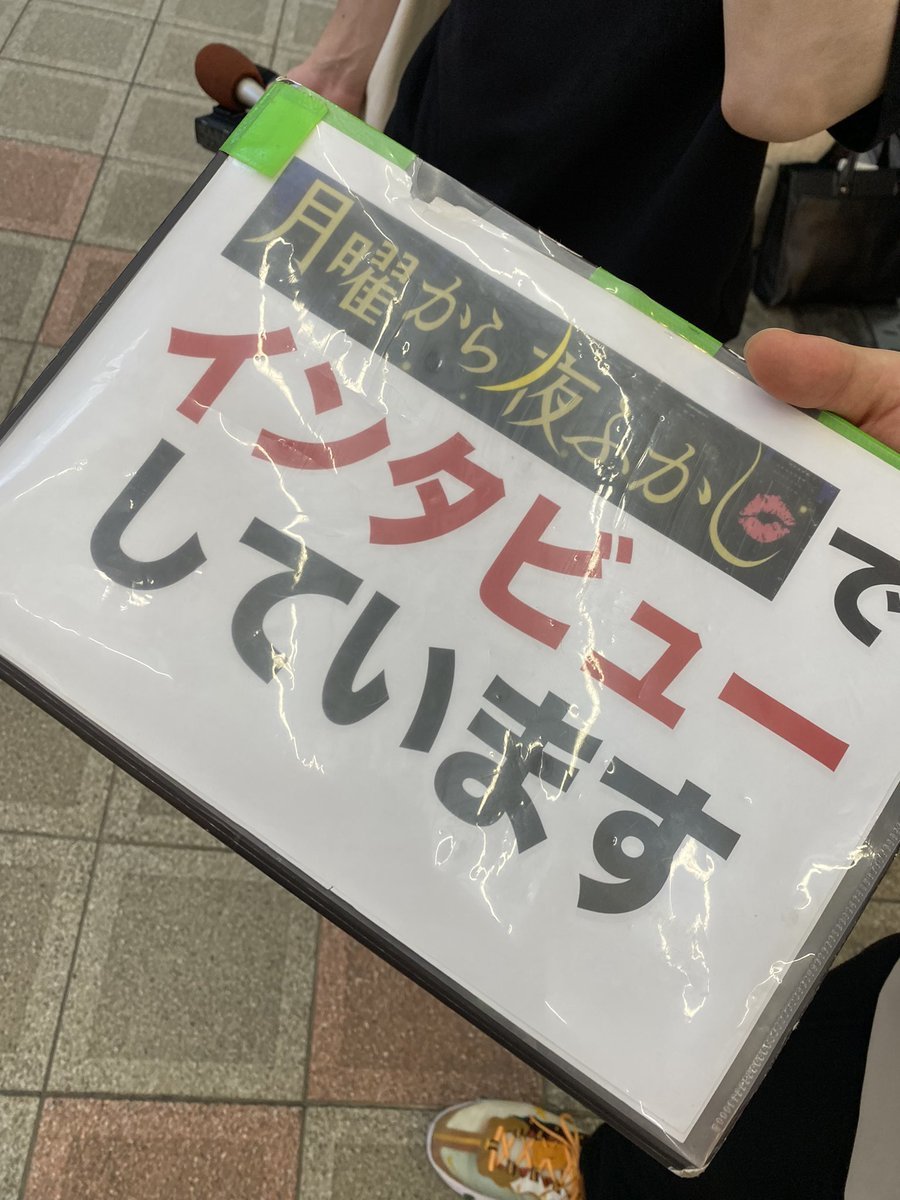 月曜から夜ふかしで
インタビュー
しています